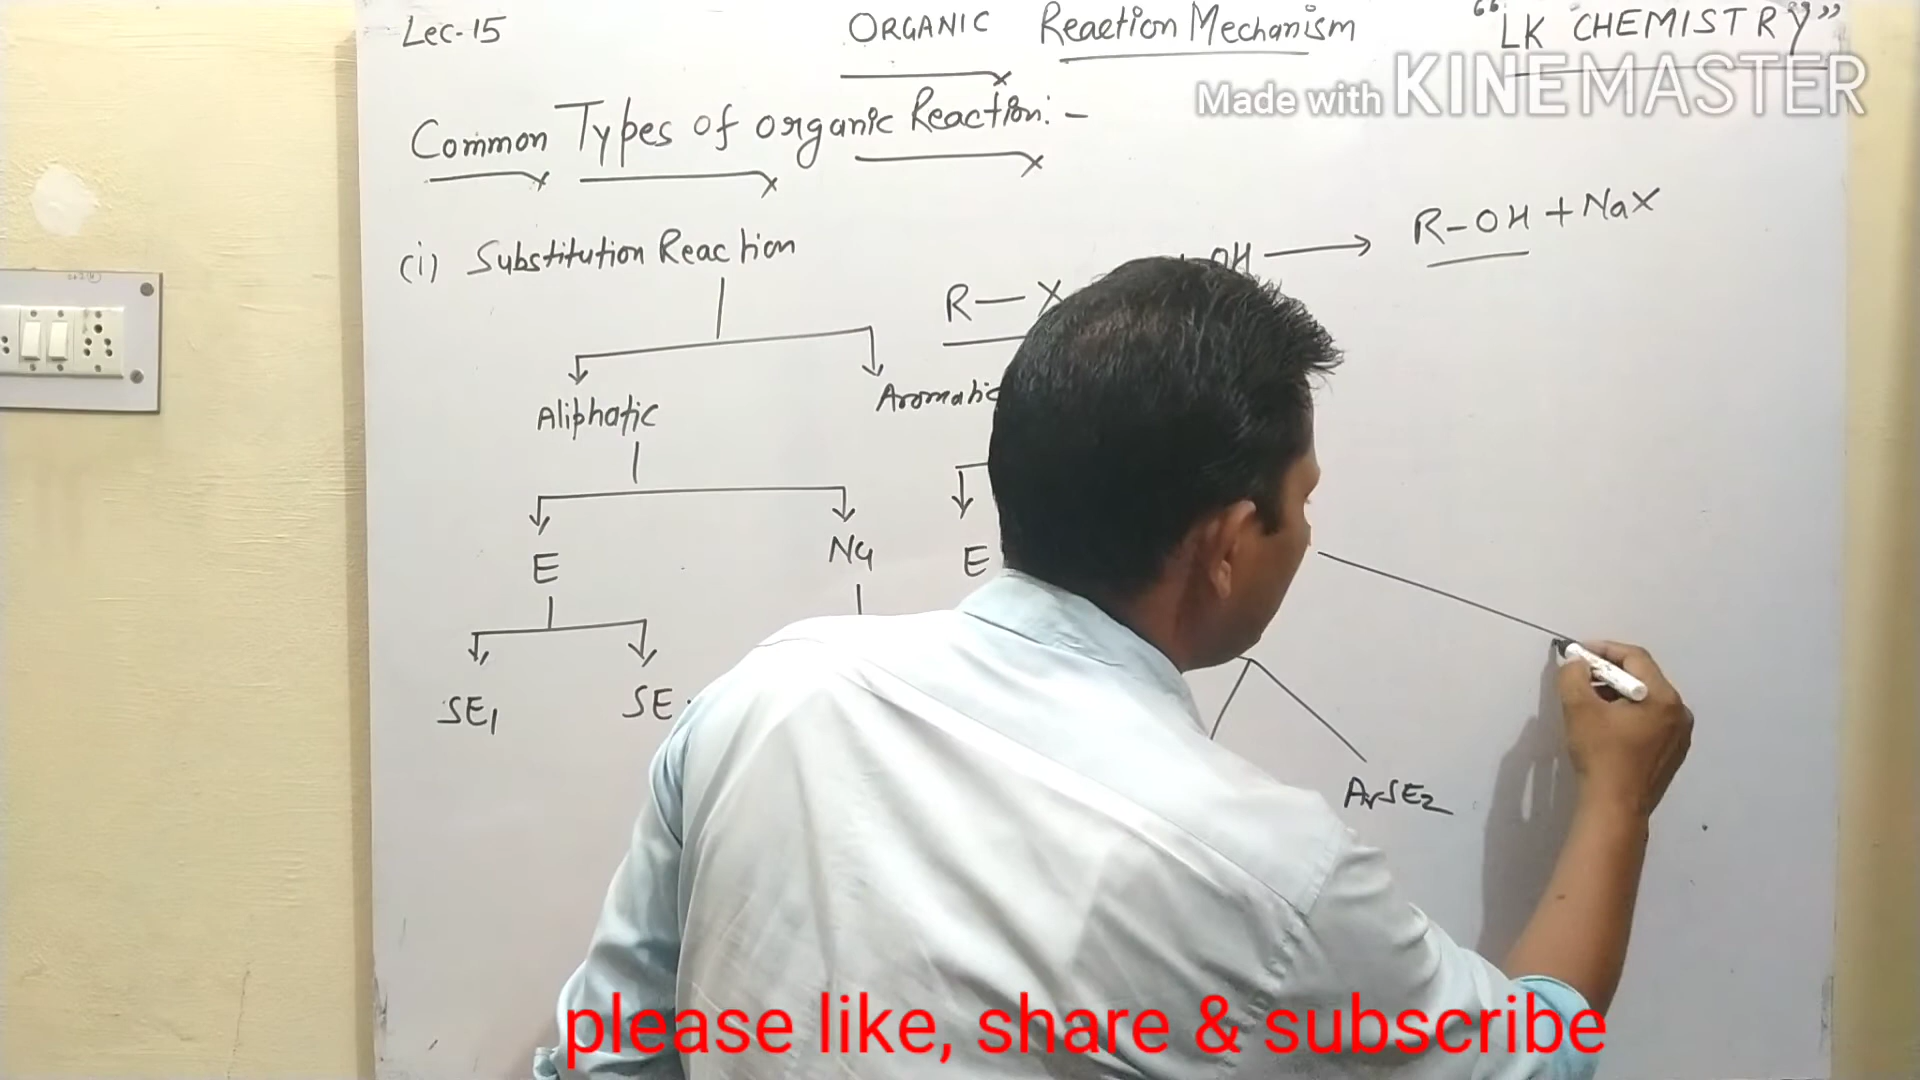 Lec-15 ORGANIC Reaction Mechanism "LK CHEMISTRY"
Made with KINEMASTER
Common Types of organic Reaction:-
(i) Substitution Reaction
OH → R-OH + NaX
R-X
Aliphatic Aromatic
E Nu E
SE1 SE
ArSE2
please like, share & subscribe